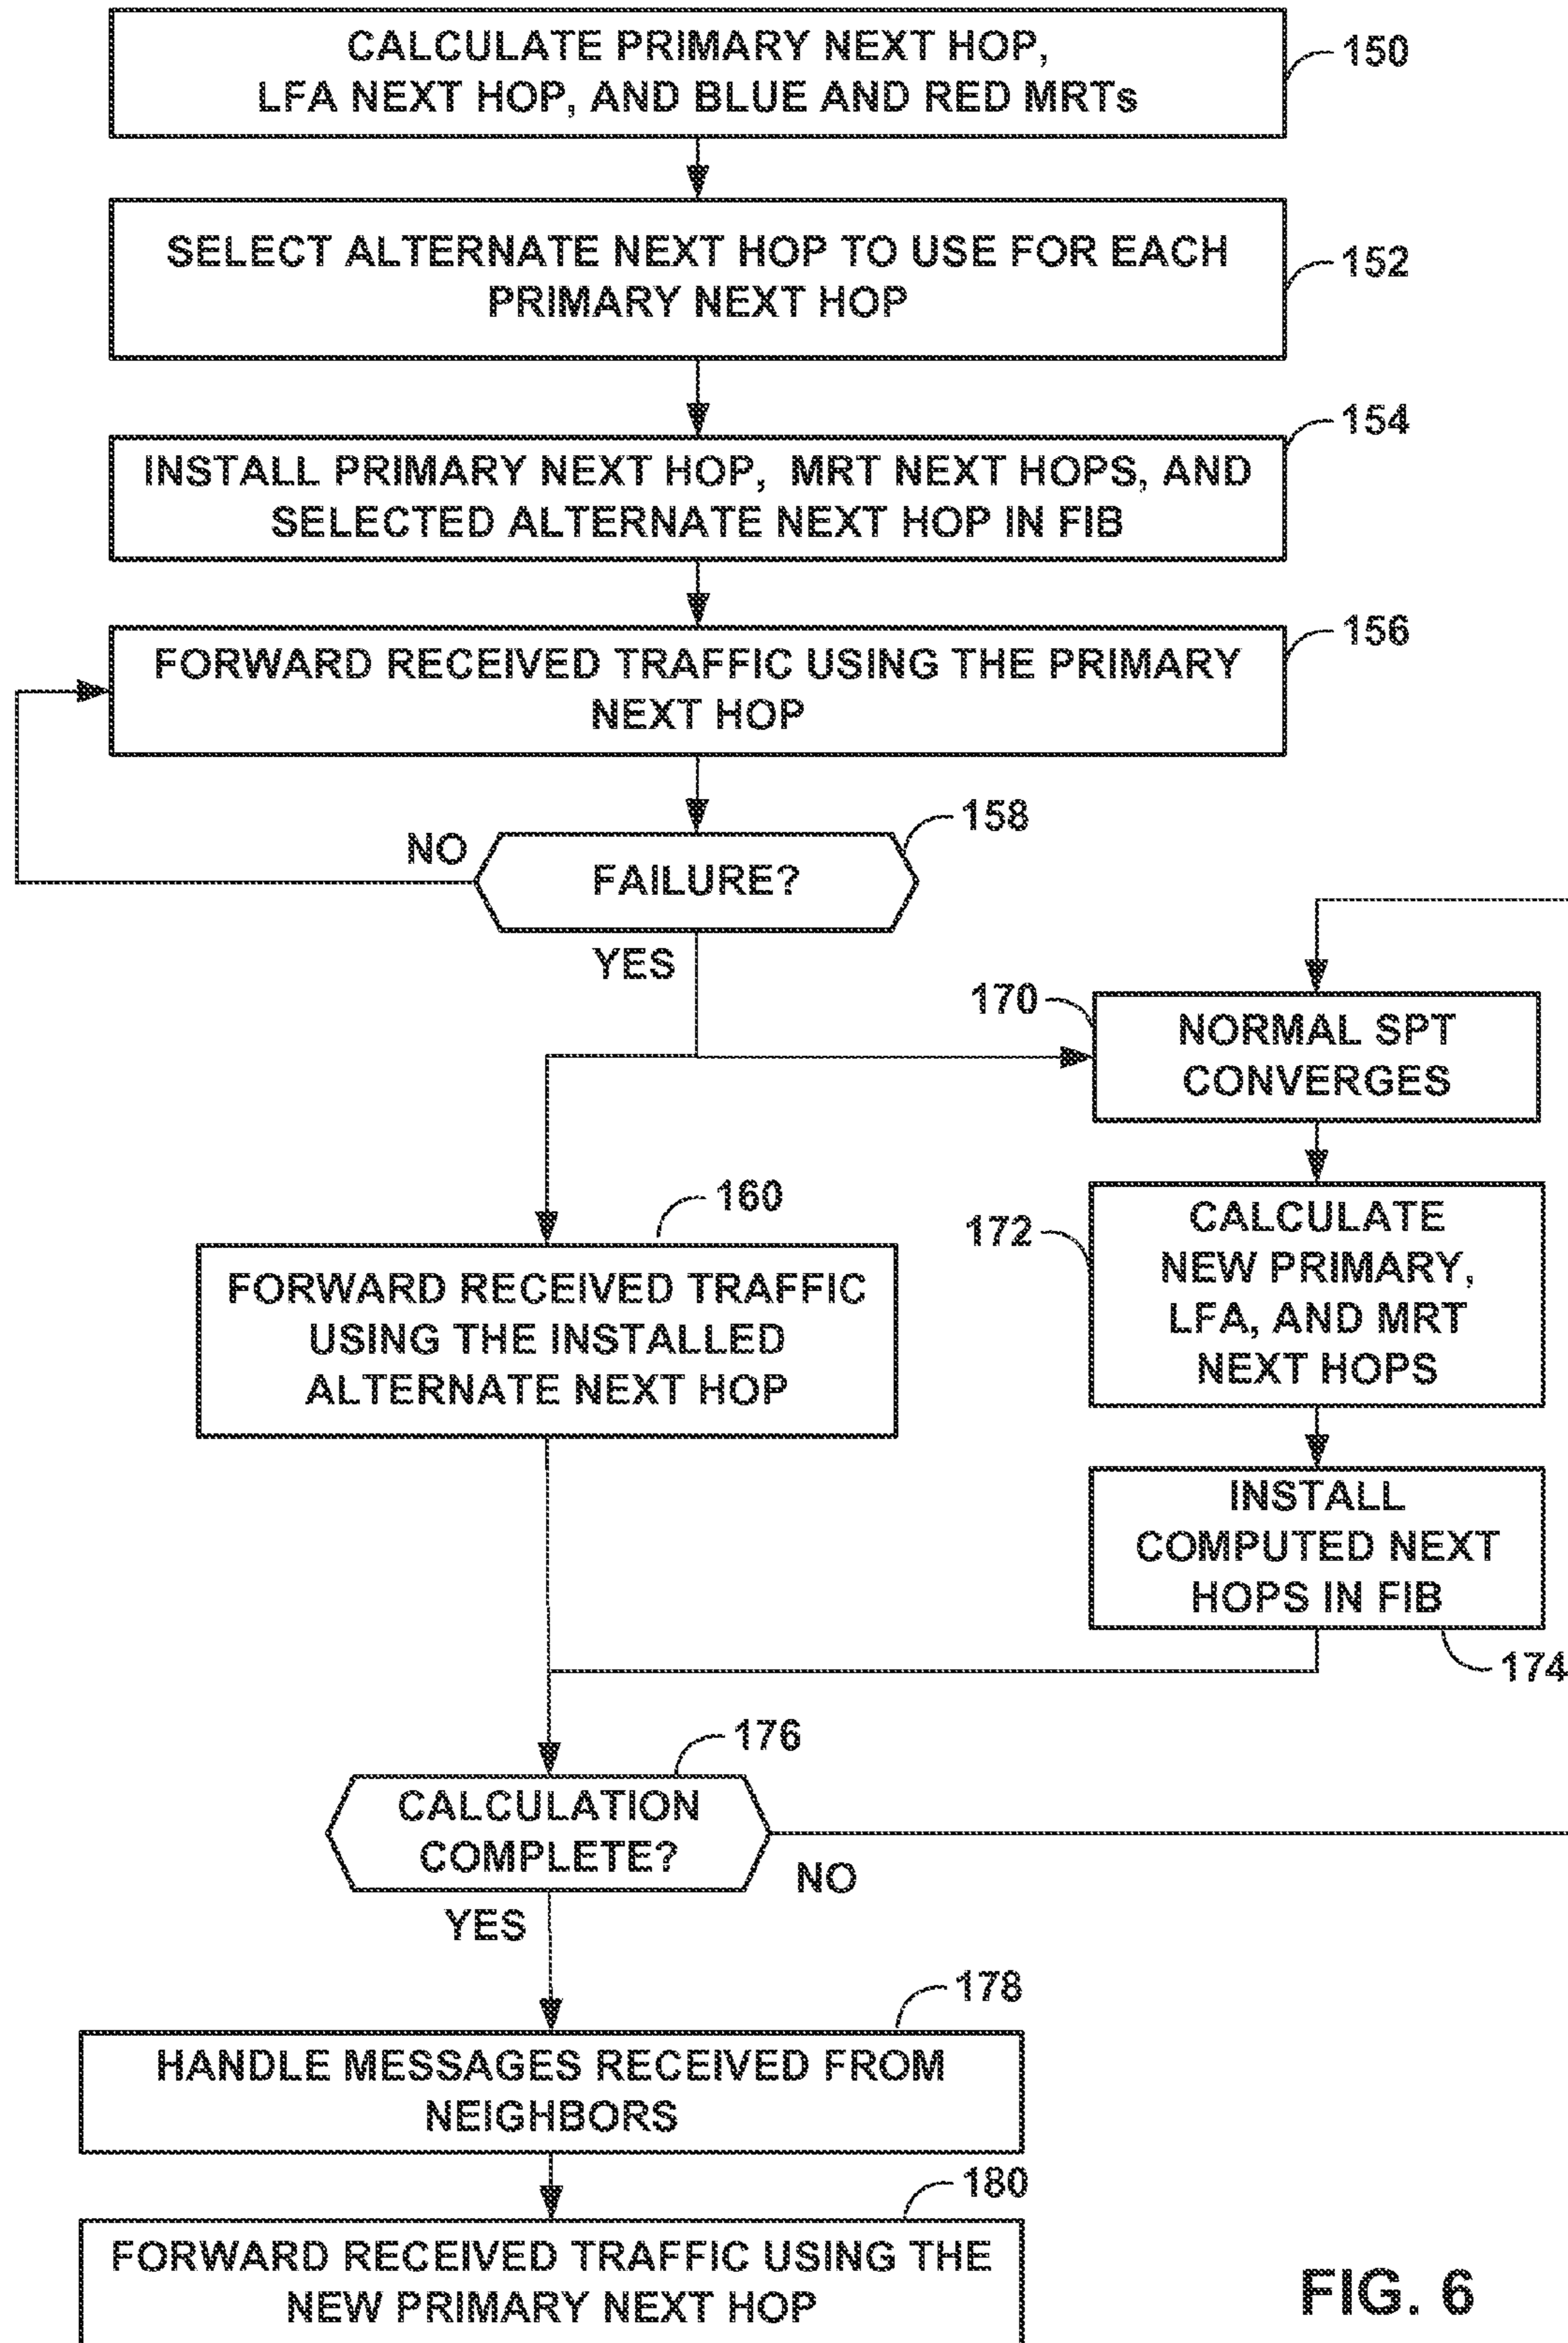 CALCULATE PRIMARY NEXT HOP,
LFA NEXT HOP, AND BLUE AND RED MRTs
150
SELECT ALTERNATE NEXT HOP TO USE FOR EACH
PRIMARY NEXT HOP
152
154
INSTALL PRIMARY NEXT HOP, MRT NEXT HOPS, AND
SELECTED ALTERNATE NEXT HOP IN FIB
156
FORWARD RECEIVED TRAFFIC USING THE PRIMARY
NEXT HOP
158
NO
FAILURE?
YES
170
NORMAL SPT
CONVERGES
160
FORWARD RECEIVED TRAFFIC
USING THE INSTALLED
ALTERNATE NEXT HOP
172
CALCULATE
NEW PRIMARY,
LFA, AND MRT
NEXT HOPS
INSTALL
COMPUTED NEXT
HOPS IN FIB
174
176
CALCULATION
COMPLETE?
NO
YES
178
HANDLE MESSAGES RECEIVED FROM
NEIGHBORS
180
FORWARD RECEIVED TRAFFIC USING THE
NEW PRIMARY NEXT HOP
FIG. 6